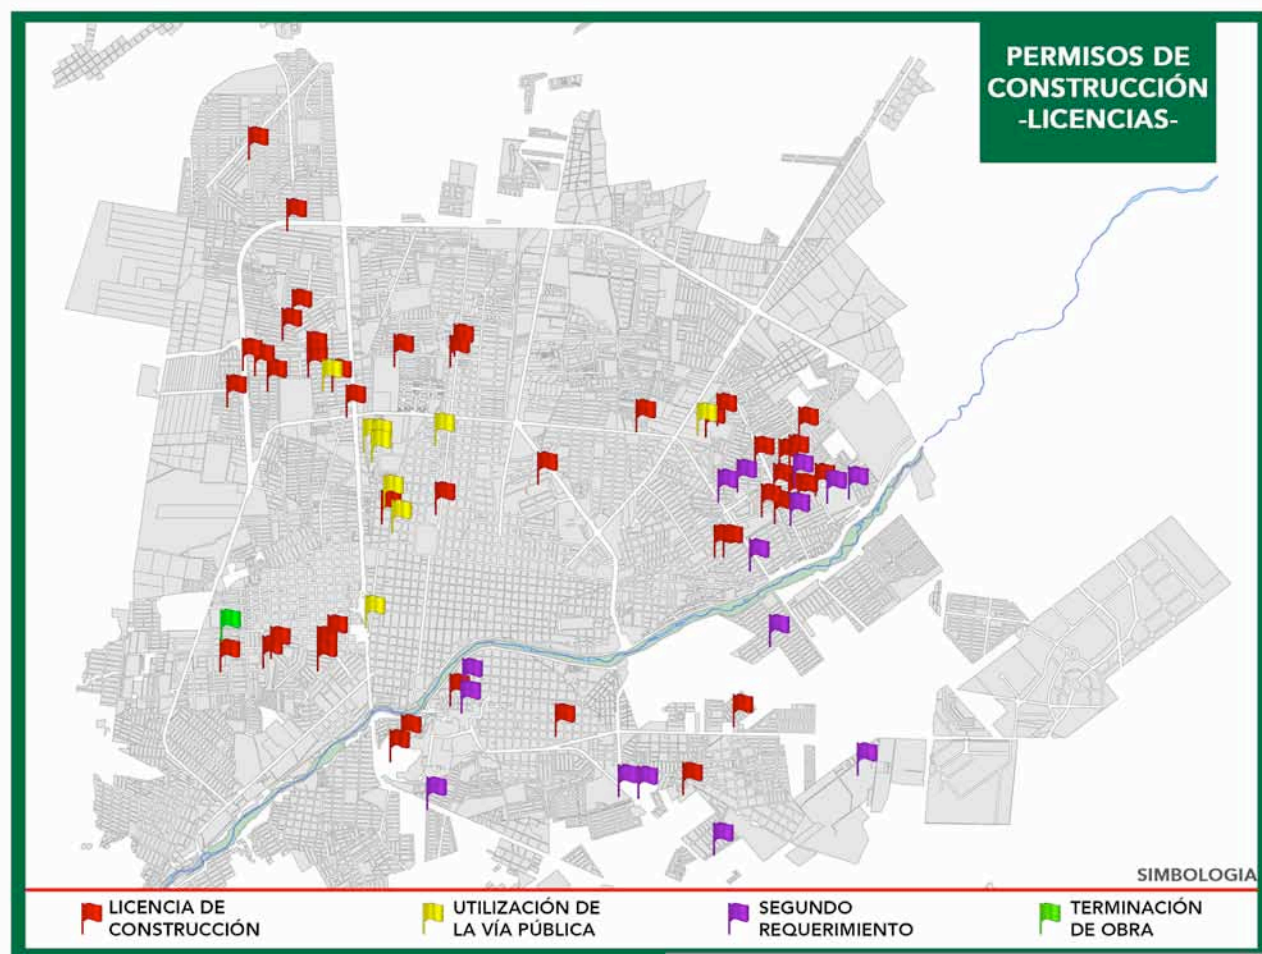 PERMISOS DE
CONSTRUCCIÓN
-LICENCIAS-
SIMBOLOGIA
LICENCIA DE
CONSTRUCCIÓN
UTILIZACIÓN DE
LA VÍA PÚBLICA
SEGUNDO
REQUERIMIENTO
TERMINACIÓN
DE OBRA